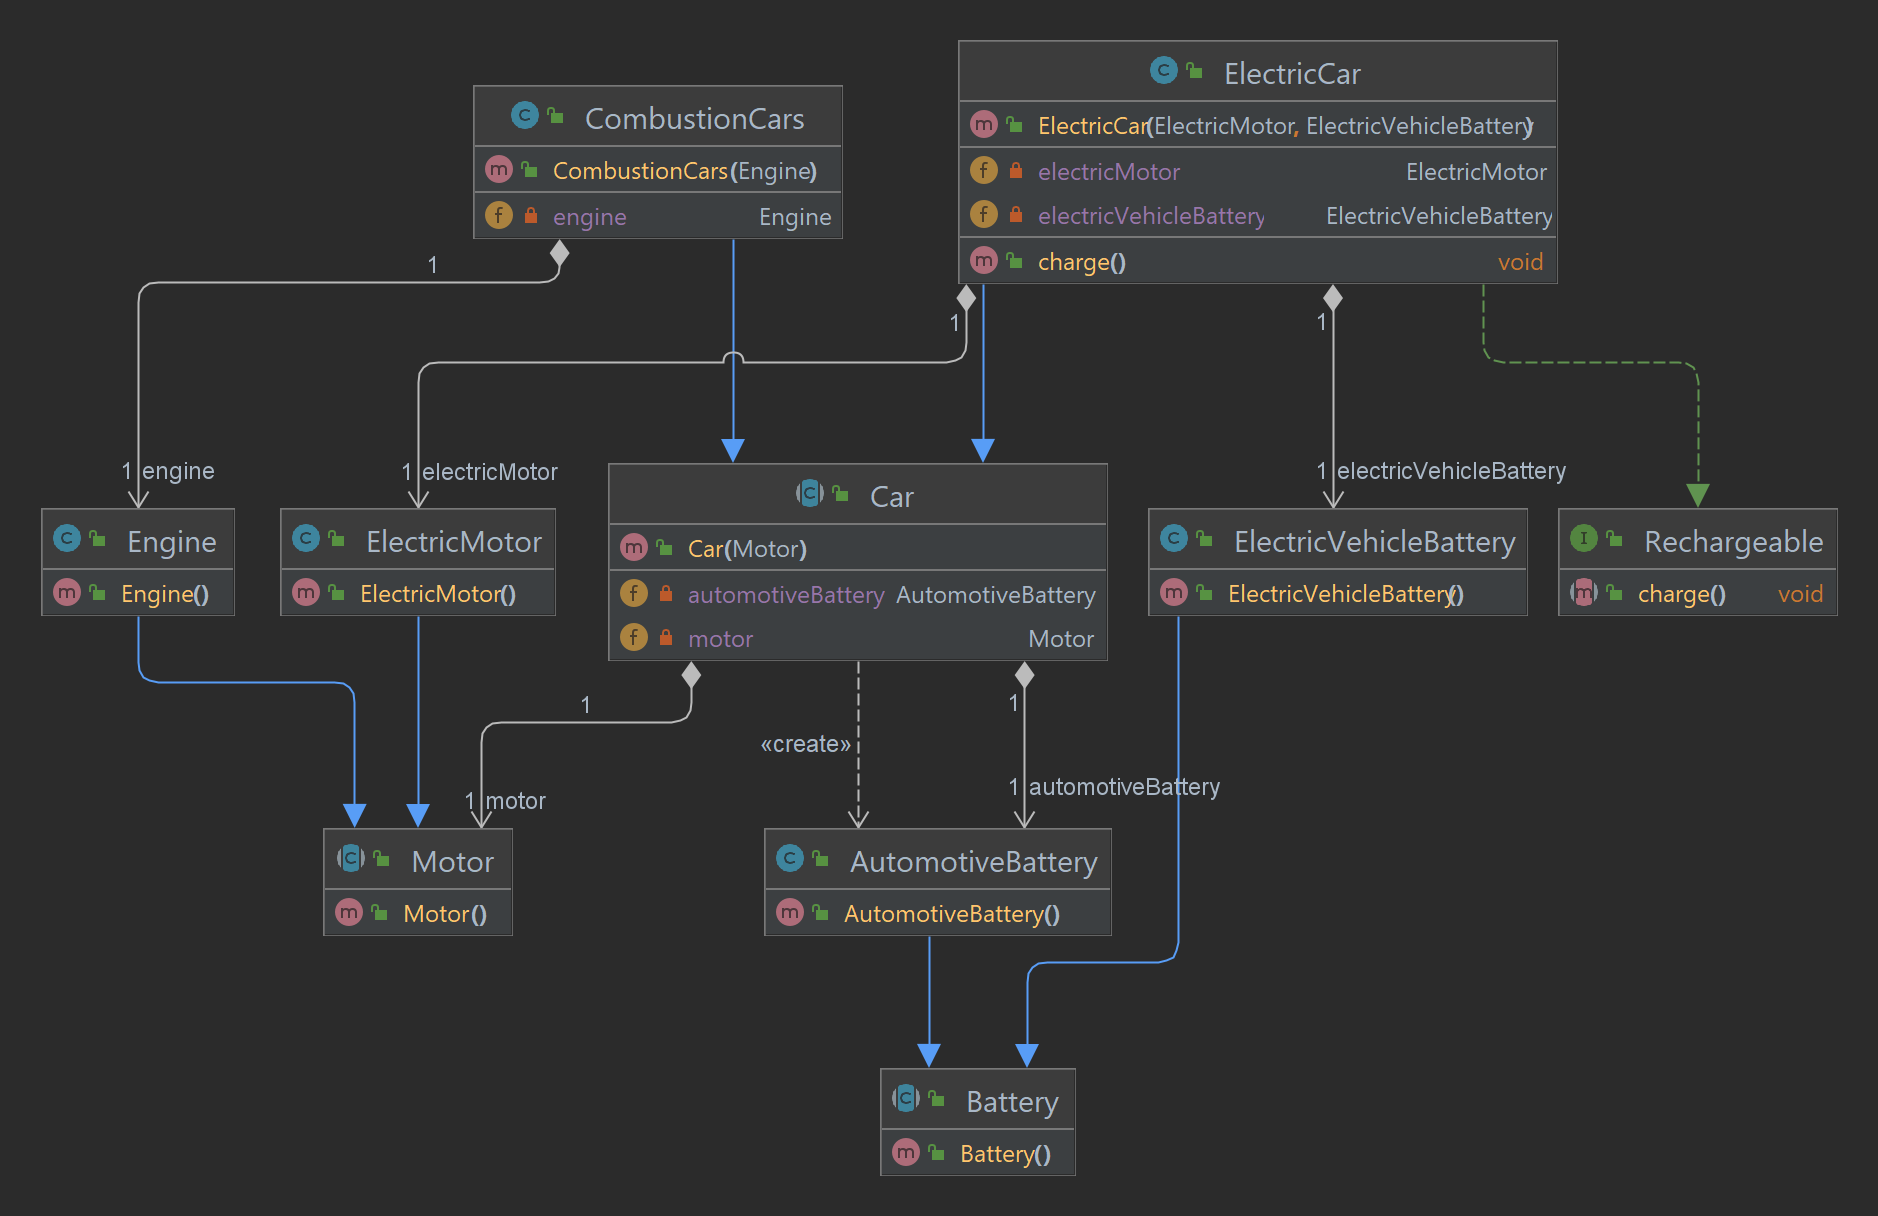 CombustionCars
CombustionCars(Engine)
engine Engine
ElectricCar
ElectricCar(ElectricMotor, ElectricVehicleBattery)
electricMotor ElectricMotor
electricVehicleBattery ElectricVehicleBattery
charge() void
1
1
1
1 engine
1 electricMotor
1 electricVehicleBattery
Engine
Engine()
ElectricMotor
ElectricMotor()
Car
Car(Motor)
automotiveBattery AutomotiveBattery
motor Motor
ElectricVehicleBattery
ElectricVehicleBattery()
Rechargeable
charge() void
1
«create»
1
1 motor
1 automotiveBattery
Motor
Motor()
AutomotiveBattery
AutomotiveBattery()
Battery
Battery()